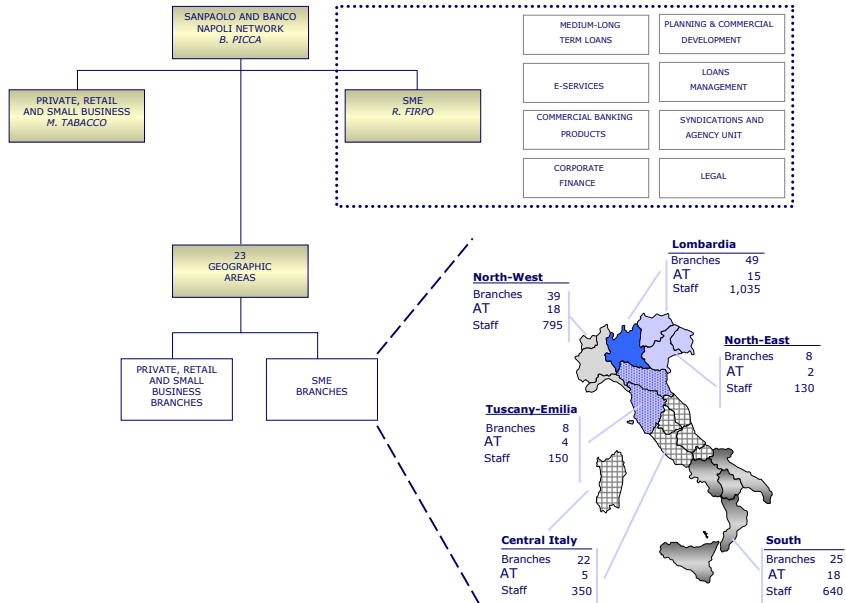 SANPAOLO AND BANCO
NAPOLI NETWORK
B. PICCA
PRIVATE, RETAIL
AND SMALL BUSINESS
M. TABACCO
SME
R. FIRPO
MEDIUM-LONG
TERM LOANS
PLANNING & COMMERCIAL
DEVELOPMENT
E-SERVICES
LOANS
MANAGEMENT
COMMERCIAL BANKING
PRODUCTS
SYNDICATIONS AND
AGENCY UNIT
CORPORATE
FINANCE
LEGAL
23
GEOGRAPHIC
AREAS
PRIVATE, RETAIL
AND SMALL
BUSINESS
BRANCHES
SME
BRANCHES
Lombardia
Branches 49
AT 15
Staff 1,035
North-West
Branches 39
AT 18
Staff 795
North-East
Branches 8
AT 2
Staff 130
Tuscany-Emilia
Branches 8
AT 4
Staff 150
Central Italy
Branches 22
AT 5
Staff 350
South
Branches 25
AT 18
Staff 640